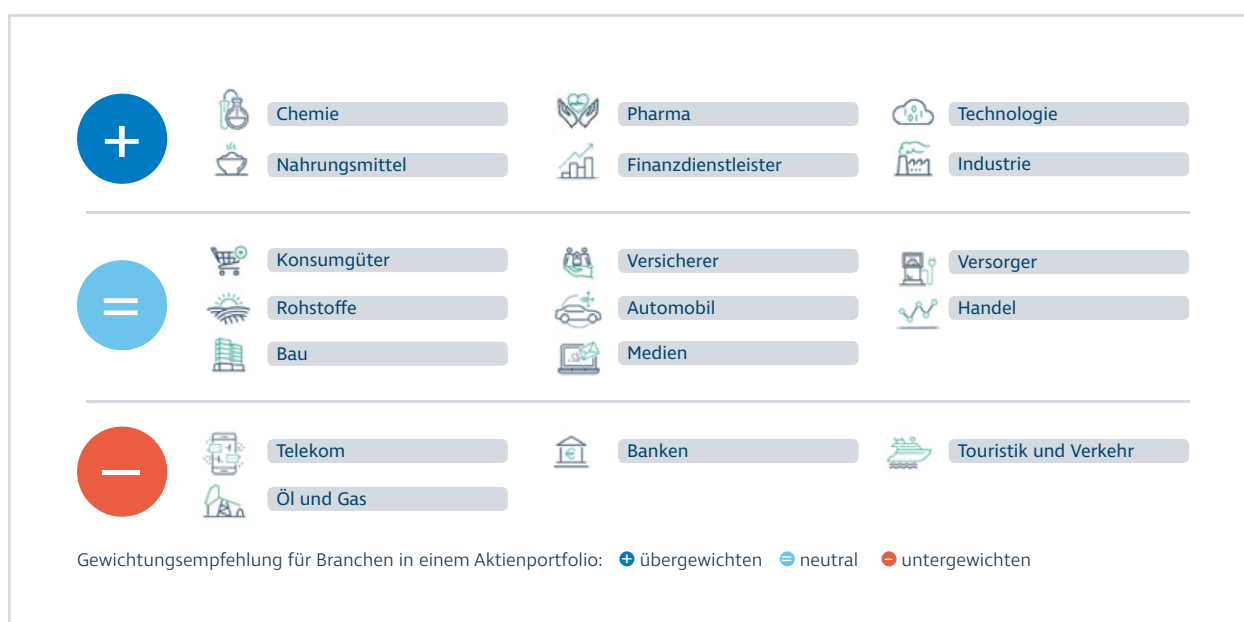 Chemie Pharma Technologie
Nahrungsmittel Finanzdienstleister Industrie
Konsumgüter Versicherer Versorger
Rohstoffe Automobil Handel
Bau Medien
Telekom Banken Touristik und Verkehr
Öl und Gas
Gewichtungsempfehlung für Branchen in einem Aktienportfolio: + übergewichten = neutral − untergewichten